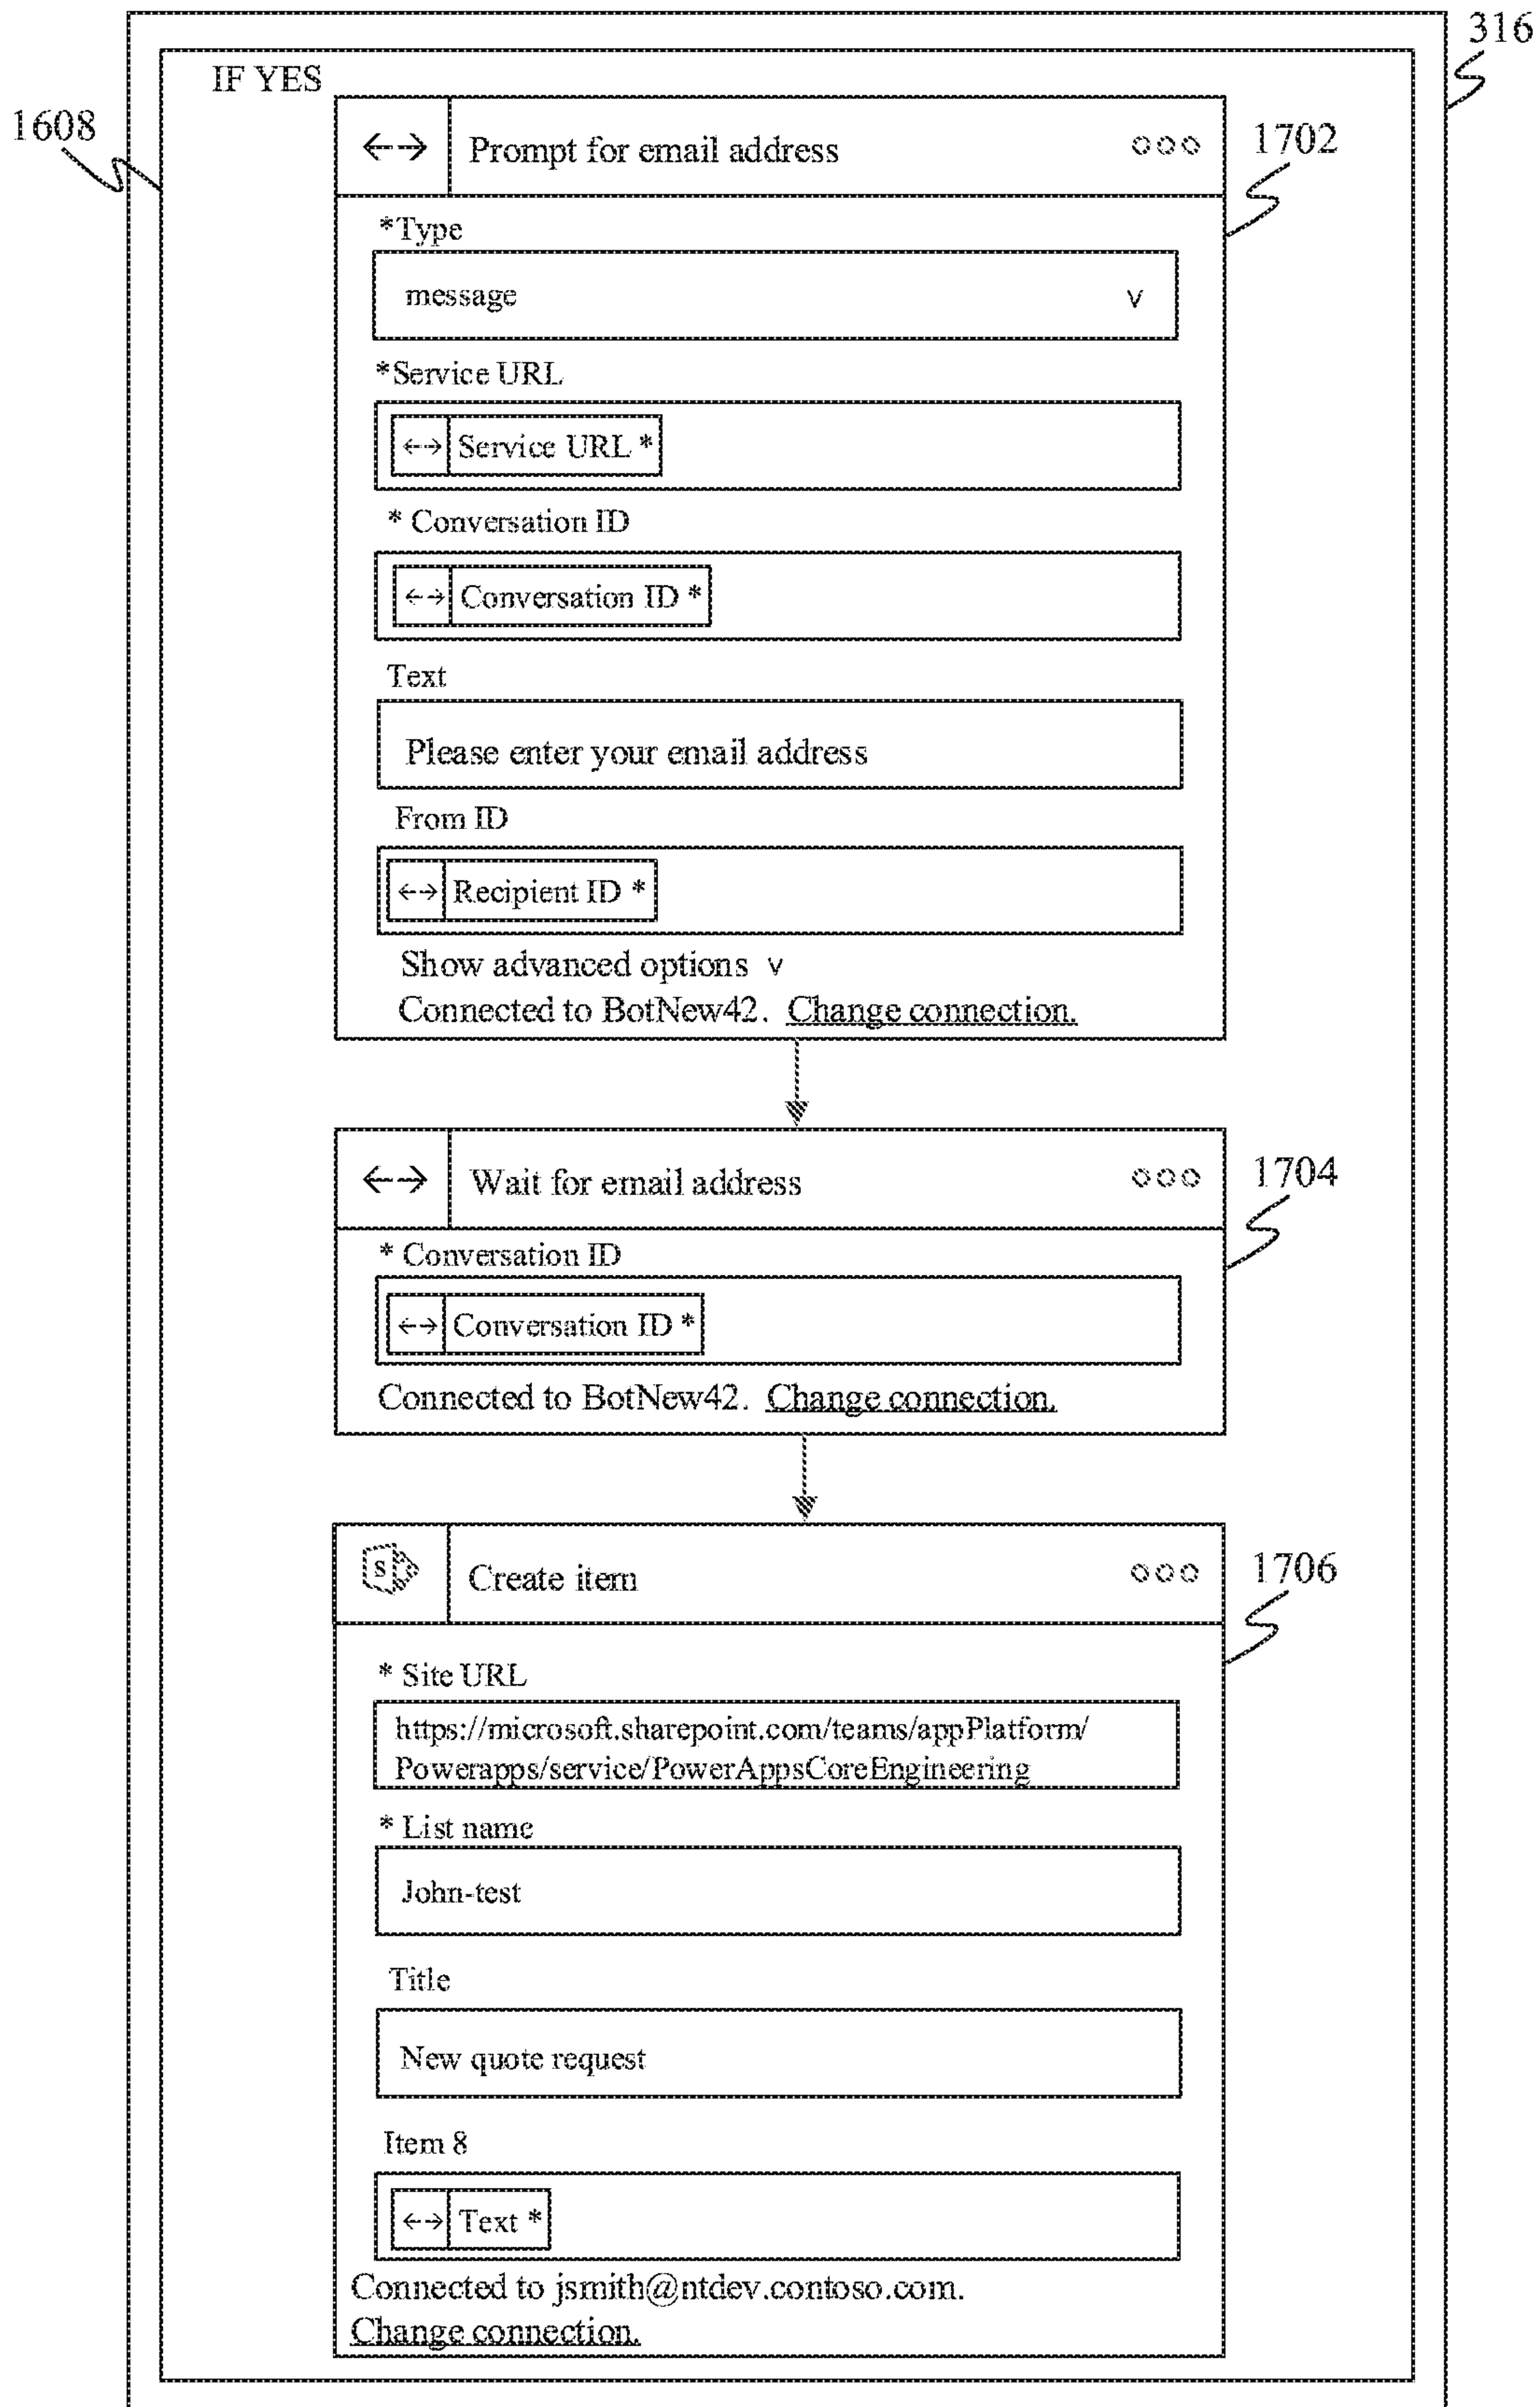 316
IF YES
1608
←→ Prompt for email address ooo
1702
*Type
message v
*Service URL
←→ Service URL *
* Conversation ID
←→ Conversation ID *
Text
Please enter your email address
From ID
←→ Recipient ID *
Show advanced options v
Connected to BotNew42. Change connection.
←→ Wait for email address ooo
1704
* Conversation ID
←→ Conversation ID *
Connected to BotNew42. Change connection.
S Create item ooo
1706
* Site URL
https://microsoft.sharepoint.com/teams/appPlatform/
Powerapps/service/PowerAppsCoreEngineering
* List name
John-test
Title
New quote request
Item 8
←→ Text *
Connected to jsmith@ntdev.contoso.com.
Change connection.